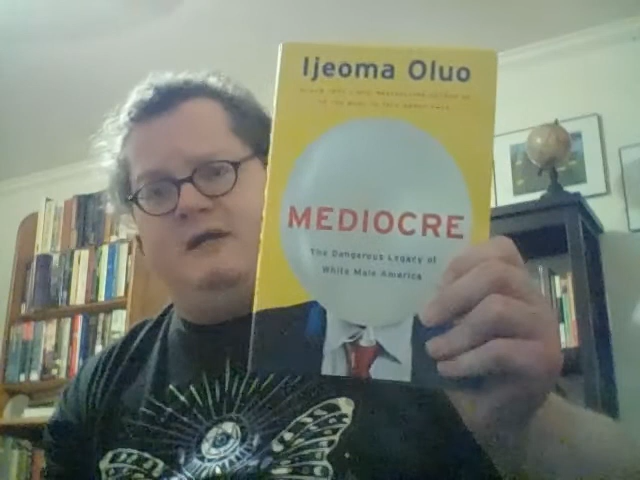 Ijeoma Oluo
MEDIOCRE
The Dangerous Legacy of
White Male America